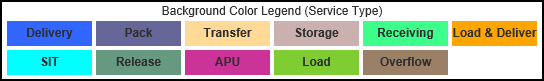 Background Color Legend (Service Type)
Delivery Pack Transfer Storage Receiving Load & Deliver
SIT Release APU Load Overflow